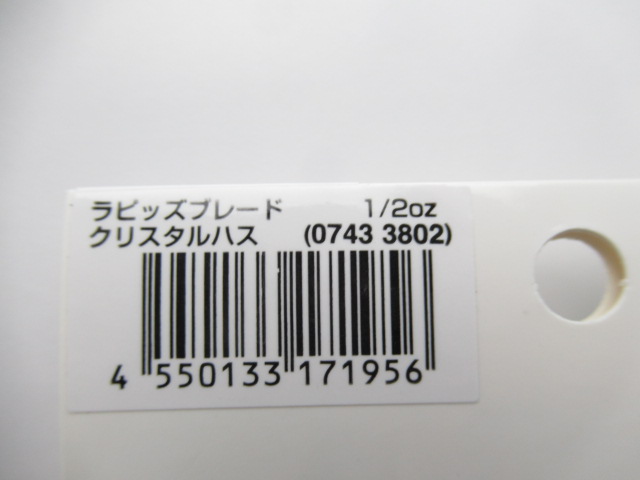 ラピッズブレード 1/2oz
クリスタルハス (0743 3802)
4 550133 171956